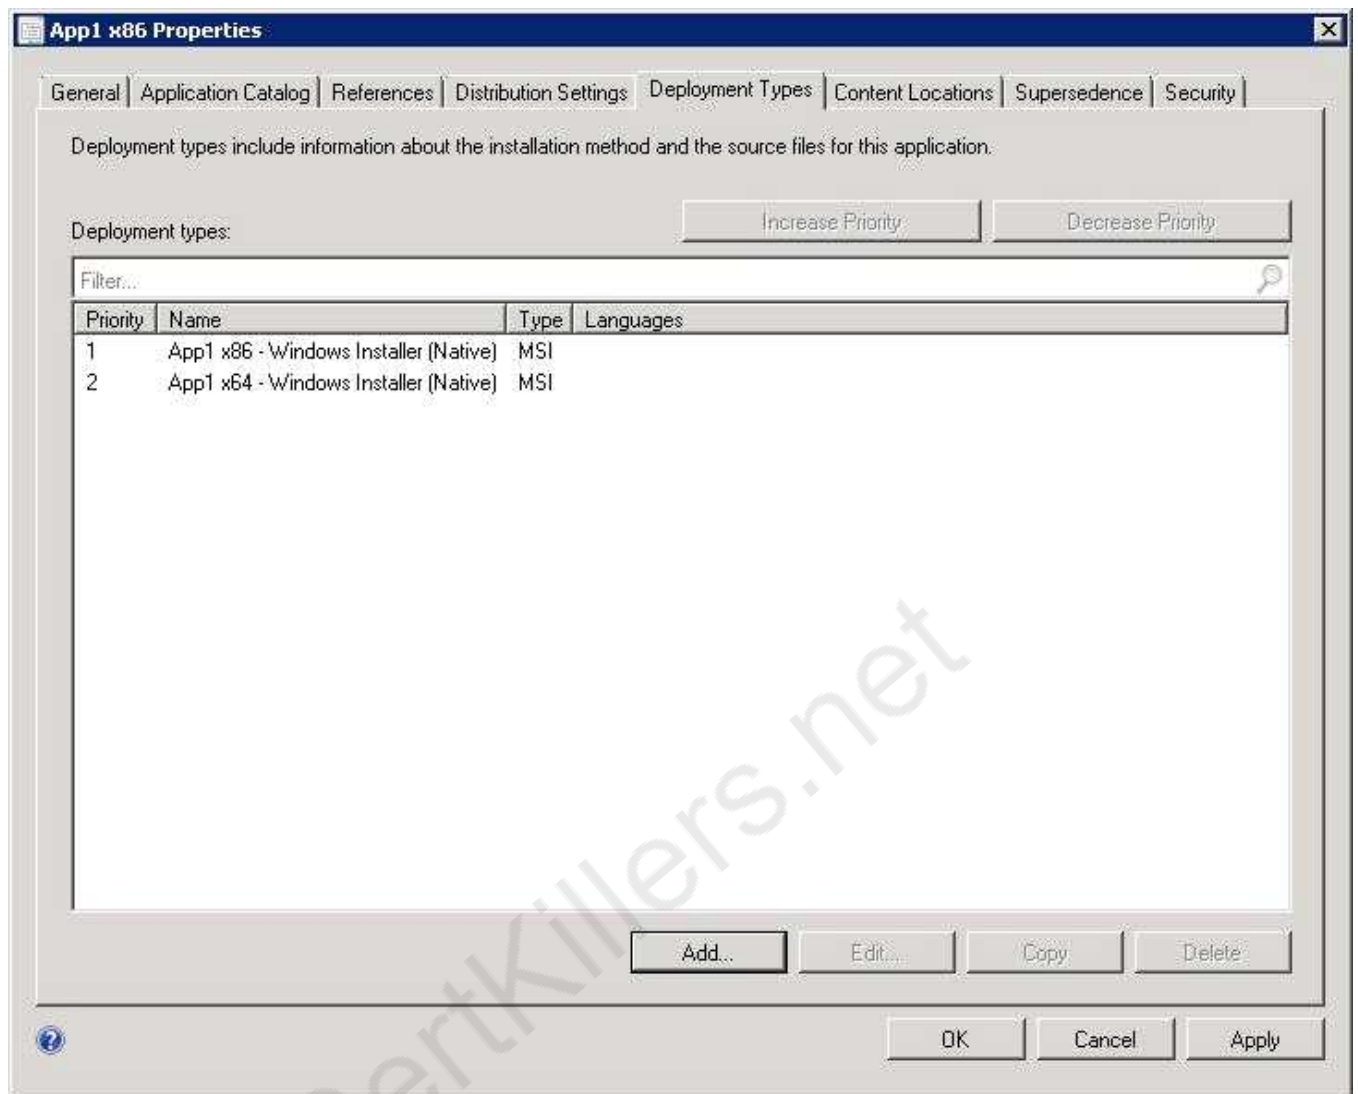 App1 x86 Properties
General Application Catalog References Distribution Settings Deployment Types Content Locations Supersedence Security
Deployment types include information about the installation method and the source files for this application.
Increase Priority Decrease Priority
Deployment types:
Filter...
Priority Name Type Languages
1 App1 x86 - Windows Installer (Native) MSI
2 App1 x64 - Windows Installer (Native) MSI
Add... Edit... Copy Delete
OK Cancel Apply
CertKillers.net